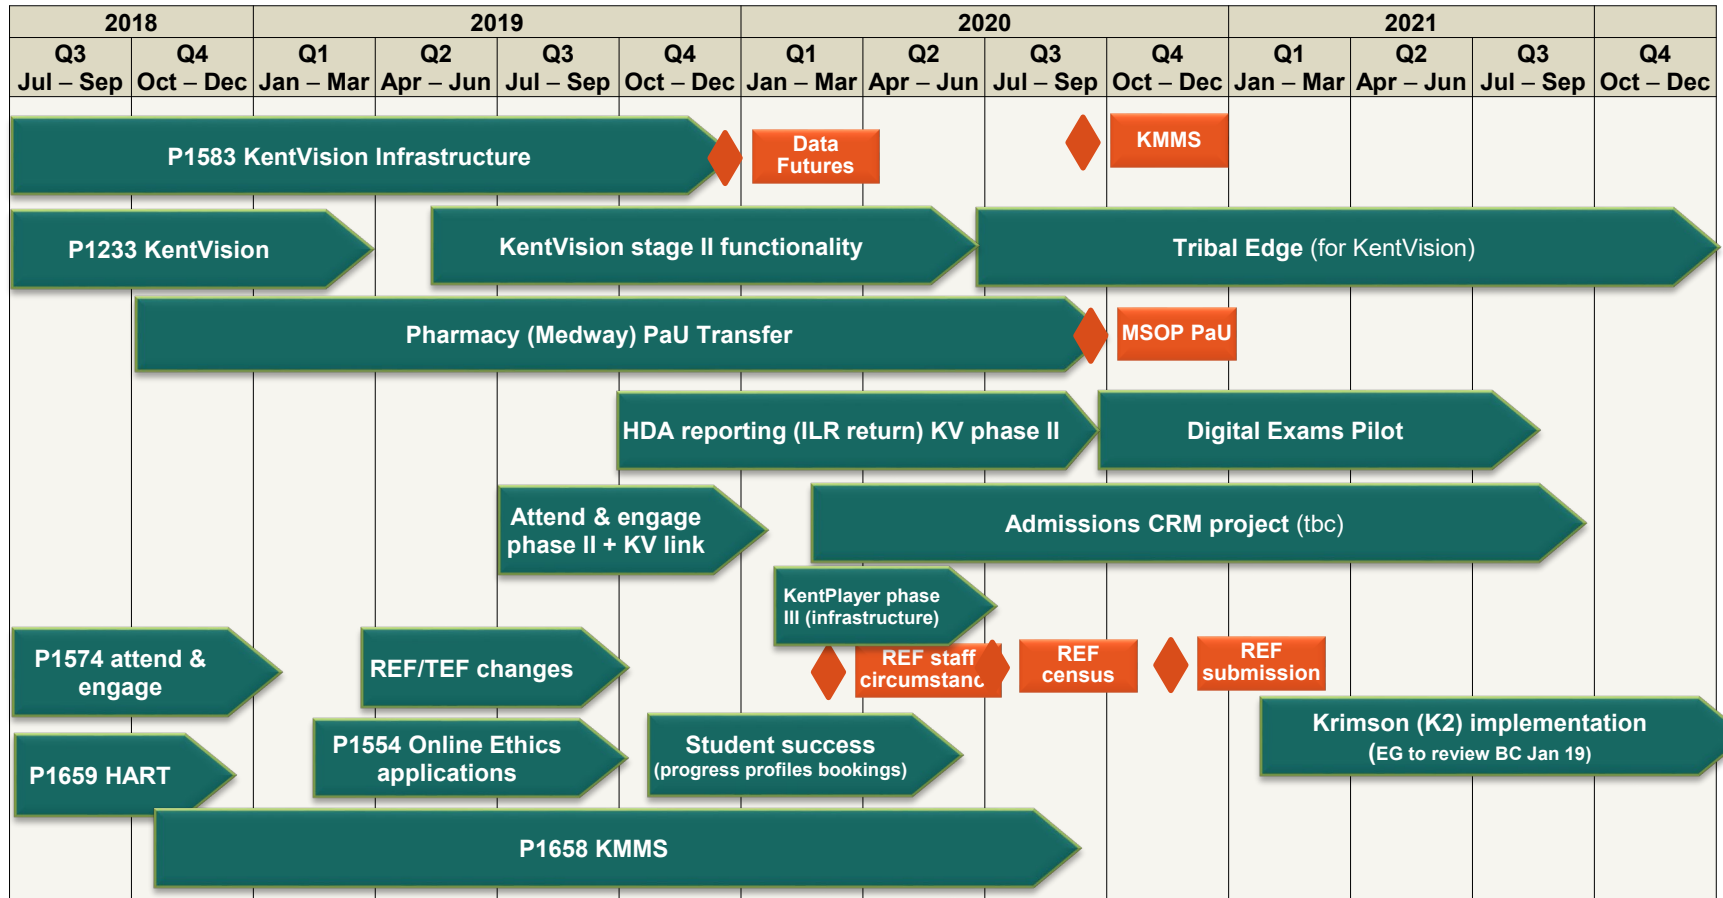 2018 2019 2020 2021
Q3 Q4 Q1 Q2 Q3 Q4 Q1 Q2 Q3 Q4 Q1 Q2 Q3 Q4
Jul – Sep Oct – Dec Jan – Mar Apr – Jun Jul – Sep Oct – Dec Jan – Mar Apr – Jun Jul – Sep Oct – Dec Jan – Mar Apr – Jun Jul – Sep Oct – Dec
P1583 KentVision Infrastructure
Data
Futures
KMMS
P1233 KentVision
KentVision stage II functionality
Tribal Edge (for KentVision)
Pharmacy (Medway) PaU Transfer
MSOP PaU
HDA reporting (ILR return) KV phase II
Digital Exams Pilot
Attend & engage
phase II + KV link
Admissions CRM project (tbc)
KentPlayer phase
III (infrastructure)
P1574 attend &
engage
REF/TEF changes
REF staff
circumstanc
REF
census
REF
submission
P1659 HART
P1554 Online Ethics
applications
Student success
(progress profiles bookings)
Krimson (K2) implementation
(EG to review BC Jan 19)
P1658 KMMS